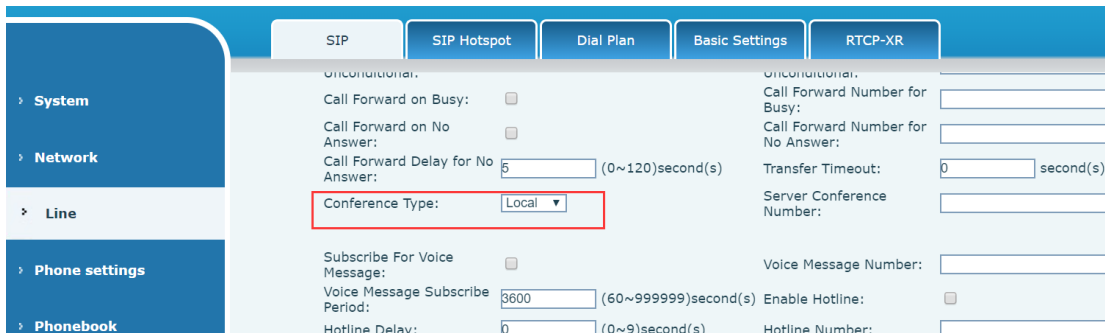 SIP SIP Hotspot Dial Plan Basic Settings RTCP-XR
Unconditional: Unconditional:
› System
Call Forward on Busy: Call Forward Number for
Busy:
Call Forward on No Call Forward Number for
Answer: No Answer:
› Network
Call Forward Delay for No 5 (0~120)second(s) Transfer Timeout: 0 second(s)
Answer:
Conference Type: Local ▼ Server Conference
Number:
› Line
Subscribe For Voice
Message: Voice Message Number:
› Phone settings
Voice Message Subscribe 3600 (60~999999)second(s) Enable Hotline:
Period:
› Phonebook
Hotline Delay: 0 (0~9)second(s) Hotline Number: